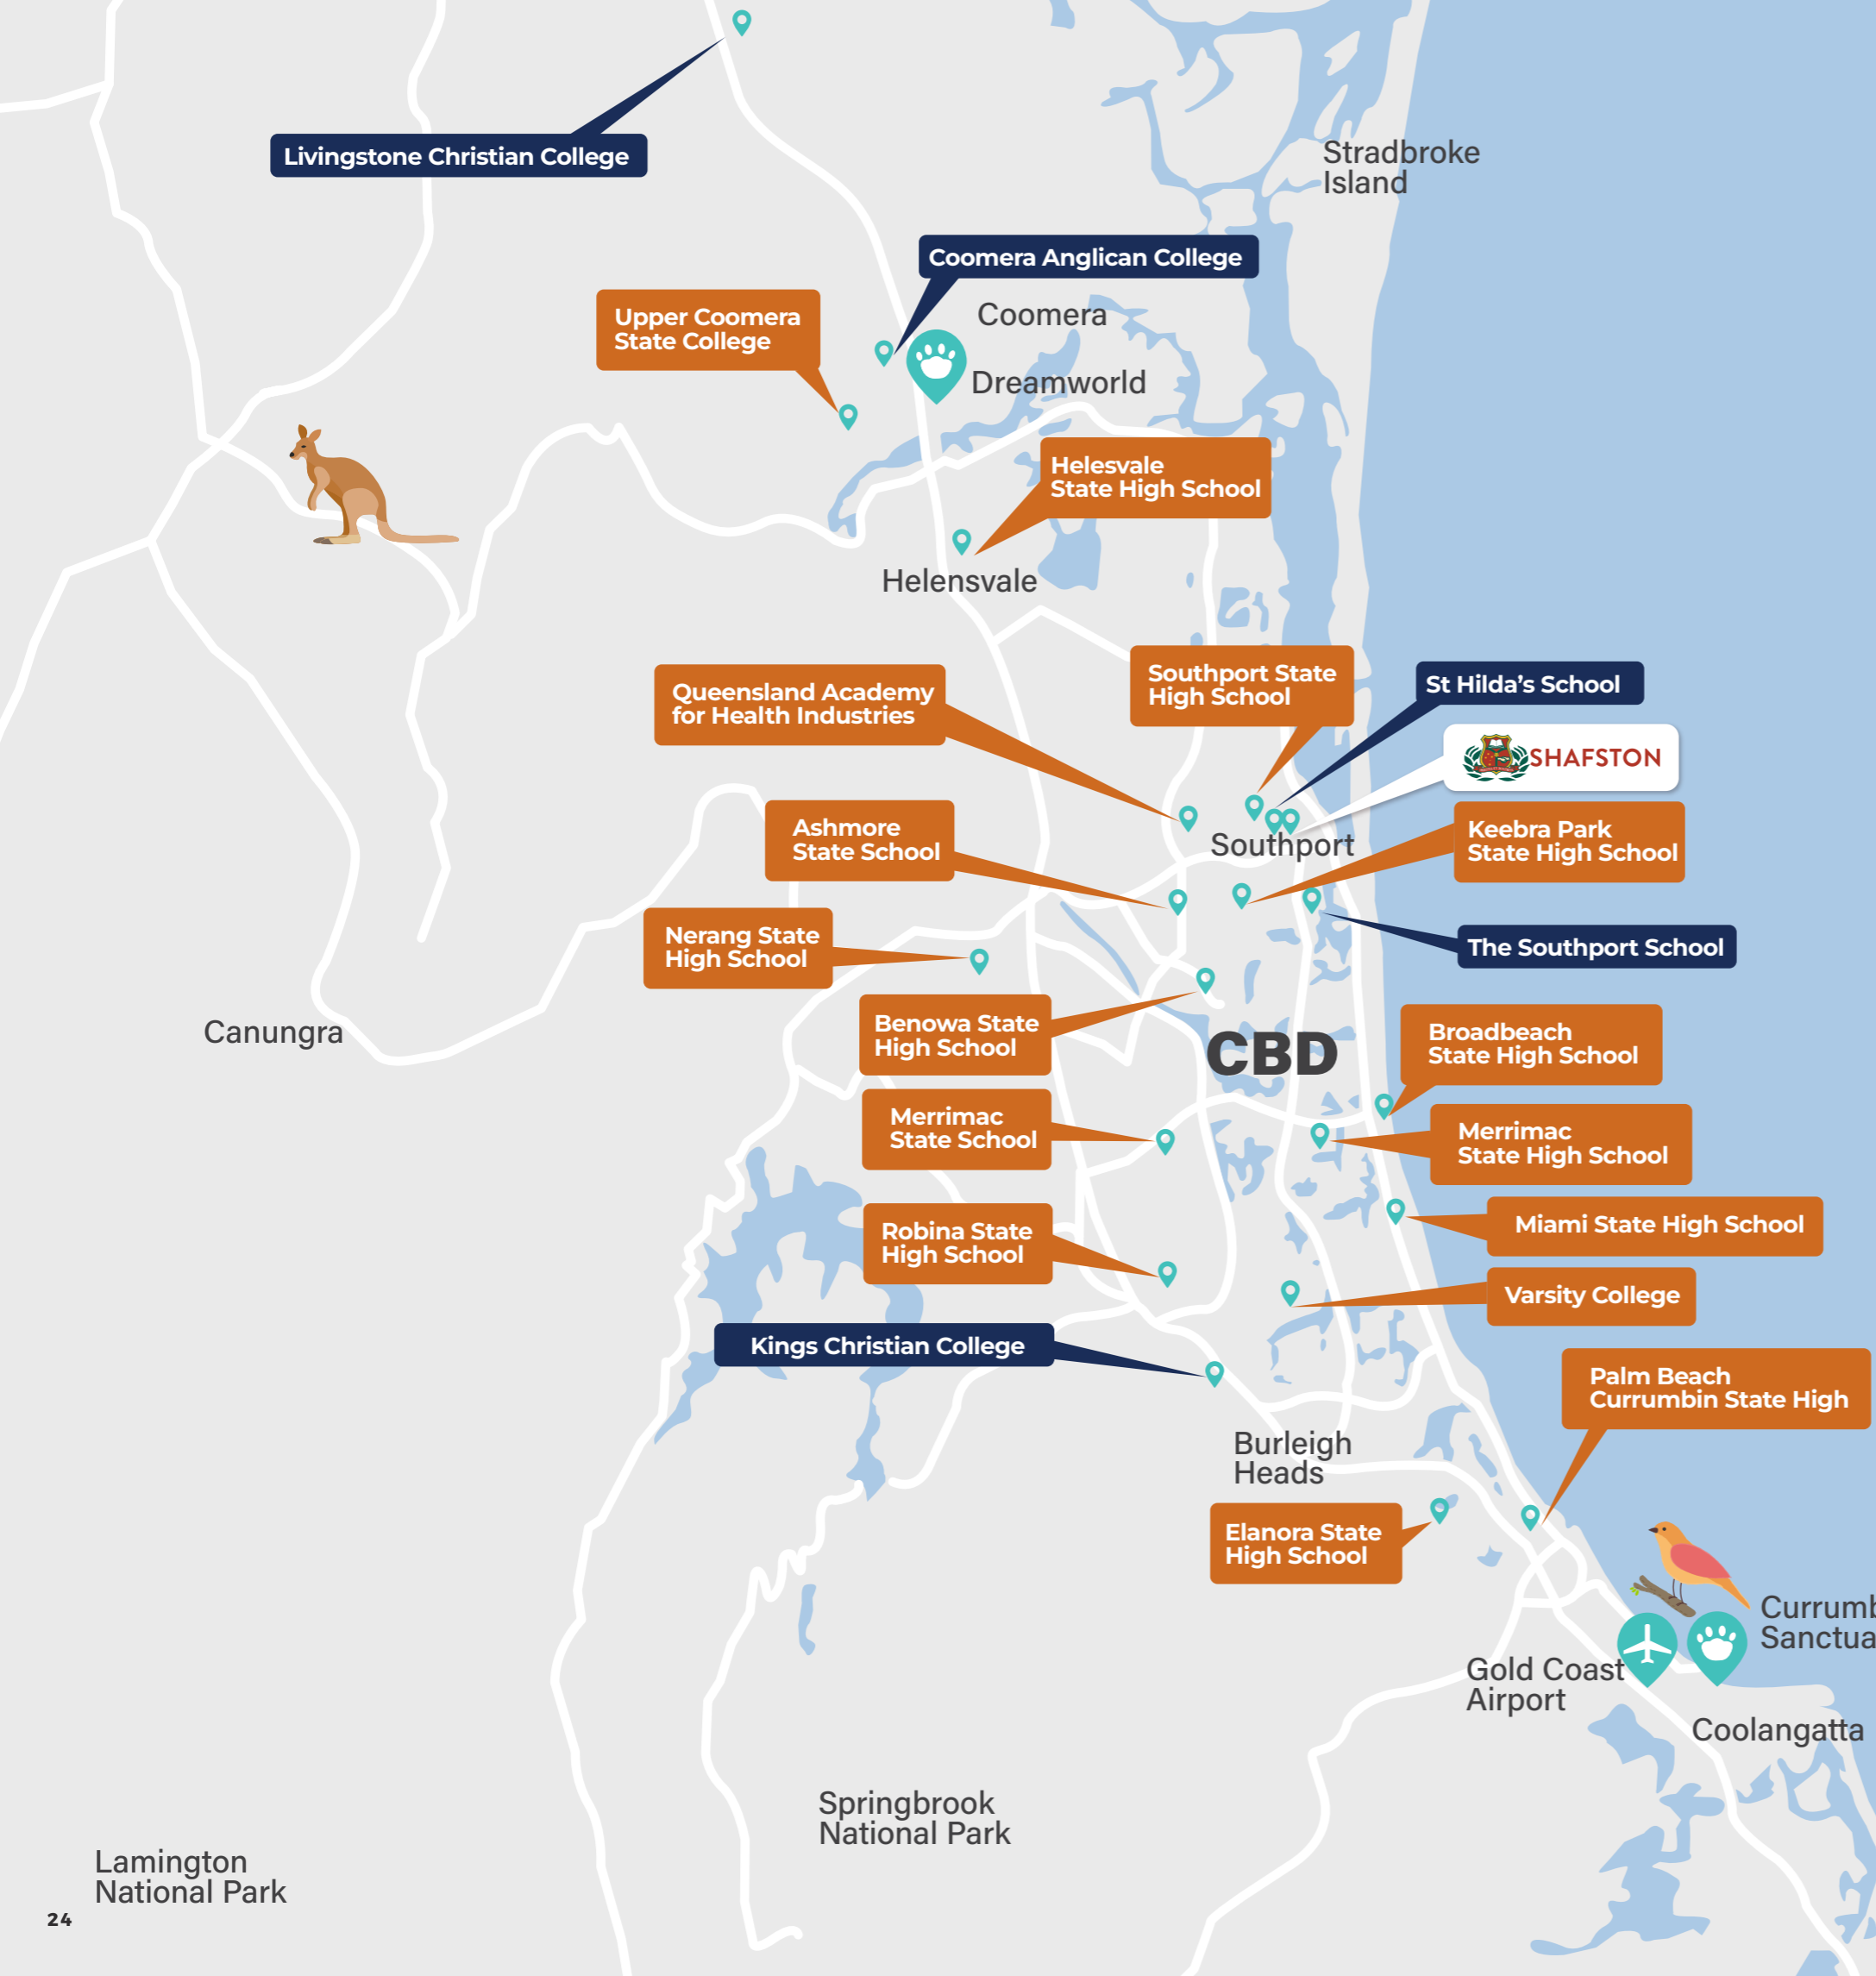 Livingstone Christian College
Stradbroke
Island
Coomera Anglican College
Upper Coomera
State College
Coomera
Dreamworld
Helesvale
State High School
Helensvale
Southport State
High School
Queensland Academy
for Health Industries
St Hilda's School
SHAFSTON
Ashmore
State School
Southport
Keebra Park
State High School
Nerang State
High School
The Southport School
Canungra
Benowa State
High School
CBD
Broadbeach
State High School
Merrimac
State School
Merrimac
State High School
Robina State
High School
Miami State High School
Varsity College
Kings Christian College
Palm Beach
Currumbin State High
Burleigh
Heads
Elanora State
High School
Currumb
Sanctua
Gold Coast
Airport
Coolangatta
Springbrook
National Park
Lamington
National Park
24